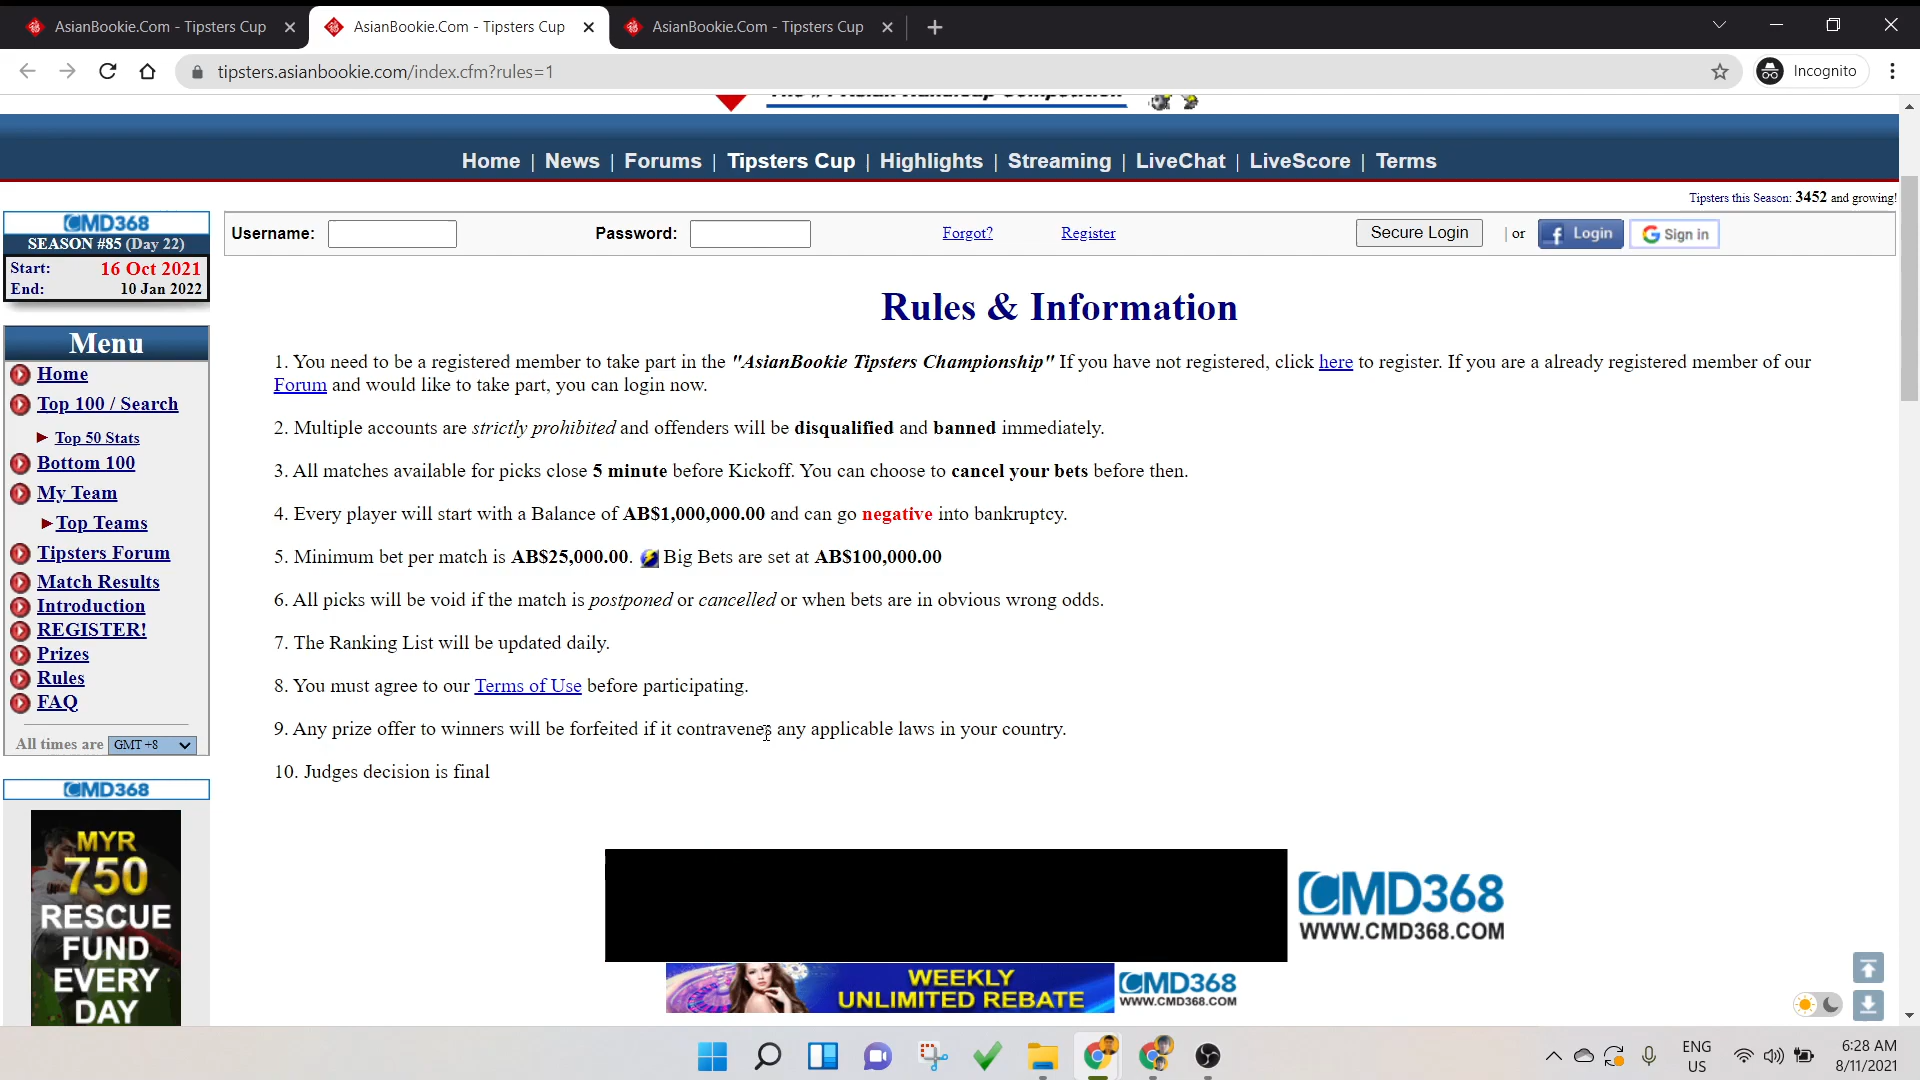 AsianBookie.Com - Tipsters Cup
AsianBookie.Com - Tipsters Cup
AsianBookie.Com - Tipsters Cup
tipsters.asianbookie.com/index.cfm?rules=1
Incognito
Home | News | Forums | Tipsters Cup | Highlights | Streaming | LiveChat | LiveScore | Terms
Tipsters this Season: 3452 and growing!
CMD368
SEASON #85 (Day 22)
Start: 16 Oct 2021
End: 10 Jan 2022
Username:
Password:
Forgot?
Register
Secure Login
| or
Login
Sign in
Menu
Home
Top 100 / Search
Top 50 Stats
Bottom 100
My Team
Top Teams
Tipsters Forum
Match Results
Introduction
REGISTER!
Prizes
Rules
FAQ
All times are GMT +8
Rules & Information
1. You need to be a registered member to take part in the "AsianBookie Tipsters Championship" If you have not registered, click here to register. If you are a already registered member of our
Forum and would like to take part, you can login now.
2. Multiple accounts are strictly prohibited and offenders will be disqualified and banned immediately.
3. All matches available for picks close 5 minute before Kickoff. You can choose to cancel your bets before then.
4. Every player will start with a Balance of AB$1,000,000.00 and can go negative into bankruptcy.
5. Minimum bet per match is AB$25,000.00. Big Bets are set at AB$100,000.00
6. All picks will be void if the match is postponed or cancelled or when bets are in obvious wrong odds.
7. The Ranking List will be updated daily.
8. You must agree to our Terms of Use before participating.
9. Any prize offer to winners will be forfeited if it contravenes any applicable laws in your country.
10. Judges decision is final
CMD368
MYR
750
RESCUE
FUND
EVERY
DAY
CMD368
WWW.CMD368.COM
WEEKLY
UNLIMITED REBATE
CMD368
WWW.CMD368.COM
ENG
US
6:28 AM
8/11/2021